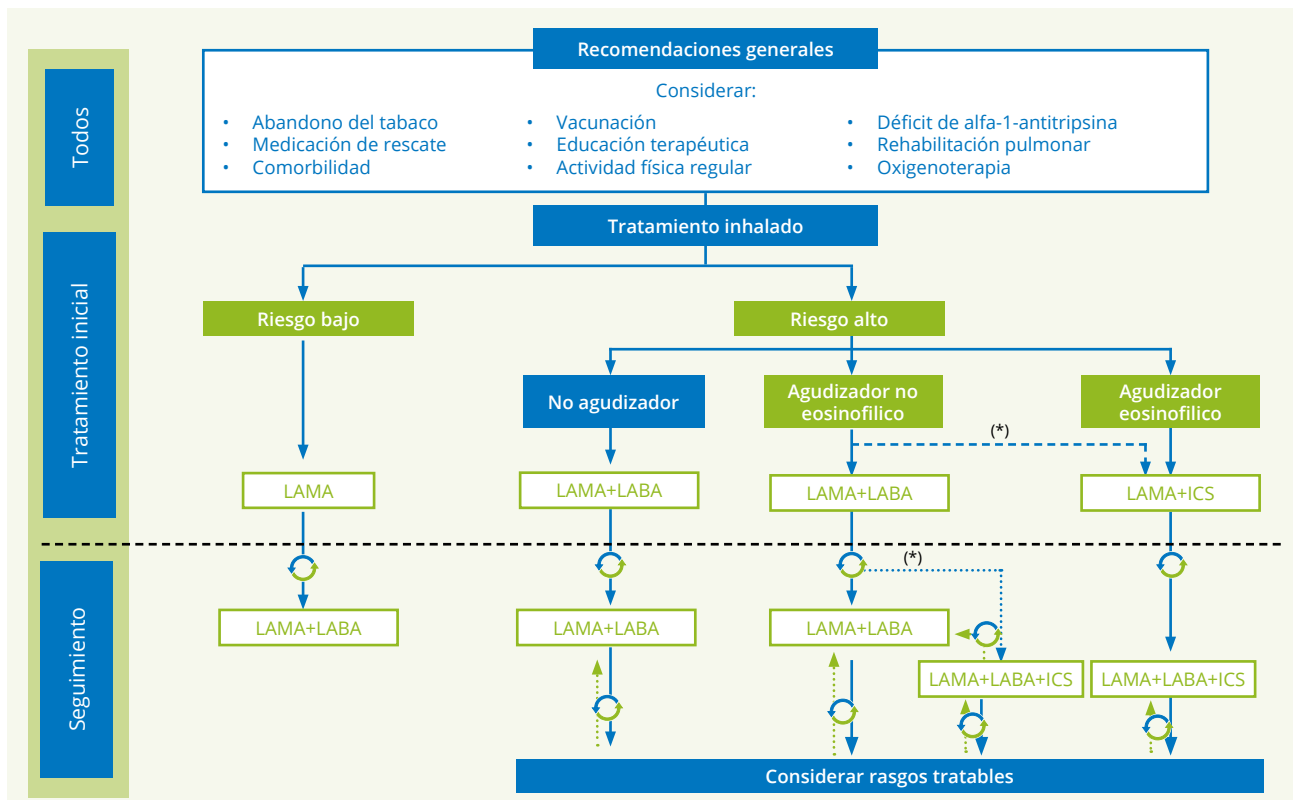 Recomendaciones generales
Considerar:
• Abandono del tabaco
• Medicación de rescate
• Comorbilidad
• Vacunación
• Educación terapéutica
• Actividad física regular
• Déficit de alfa-1-antitripsina
• Rehabilitación pulmonar
• Oxigenoterapia
Todos
Tratamiento inhalado
Tratamiento inicial
Riesgo bajo
Riesgo alto
No agudizador
Agudizador no
eosinofilico
Agudizador
eosinofilico
(*)
LAMA
LAMA+LABA
LAMA+LABA
LAMA+ICS
Seguimiento
(*)
LAMA+LABA
LAMA+LABA
LAMA+LABA
LAMA+LABA+ICS
LAMA+LABA+ICS
Considerar rasgos tratables